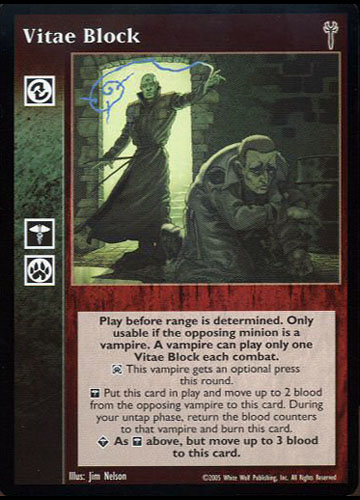 Vitae Block
Play before range is determined. Only
usable if the opposing minion is a
vampire. A vampire can play only one
Vitae Block each combat.
This vampire gets an optional press
this round.
Put this card in play and move up to 2 blood
from the opposing vampire to this card. During
your untap phase, return the blood counters
to that vampire and burn this card.
As above, but move up to 3 blood
to this card.
Illus: Jim Nelson
©2005 White Wolf Publishing, Inc. All Rights Reserved